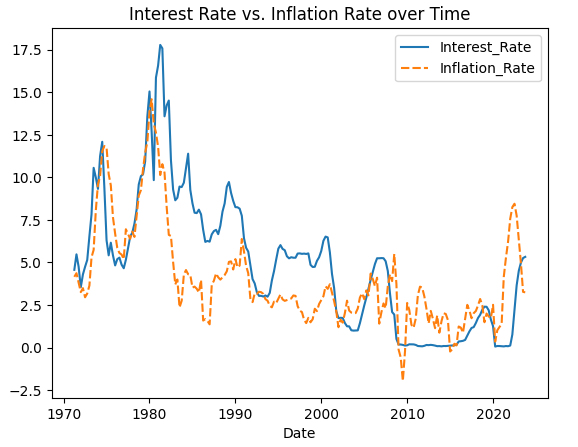 Interest Rate vs. Inflation Rate over Time
Interest_Rate
Inflation_Rate
17.5
15.0
12.5
10.0
7.5
5.0
2.5
0.0
−2.5
1970 1980 1990 2000 2010 2020
Date